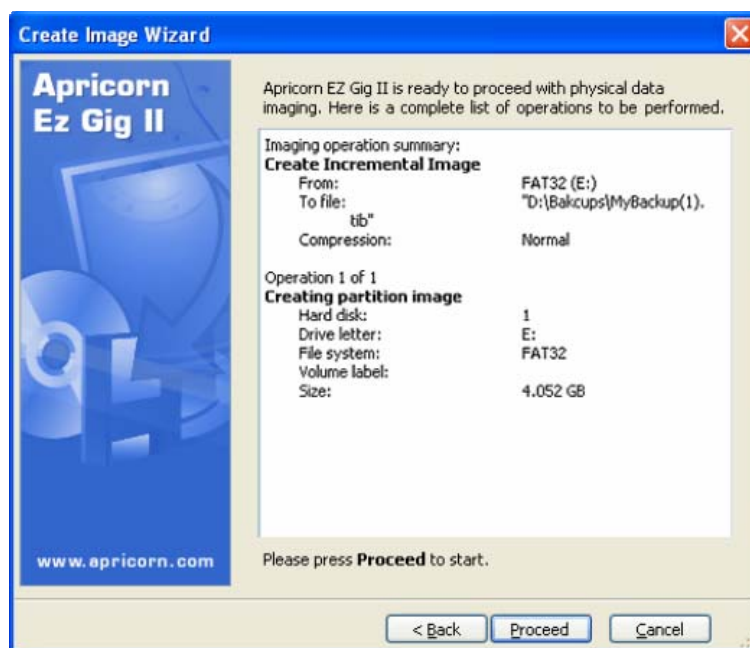 Create Image Wizard
Apricorn
Ez Gig II
Apricorn EZ Gig II is ready to proceed with physical data
imaging. Here is a complete list of operations to be performed.
Imaging operation summary:
Create Incremental Image
From: FAT32 (E:)
To file: "D:\Bakcups\MyBackup(1).
tib"
Compression: Normal
Operation 1 of 1
Creating partition image
Hard disk: 1
Drive letter: E:
File system: FAT32
Volume label:
Size: 4.052 GB
www.apricorn.com
Please press Proceed to start.
< Back Proceed Cancel